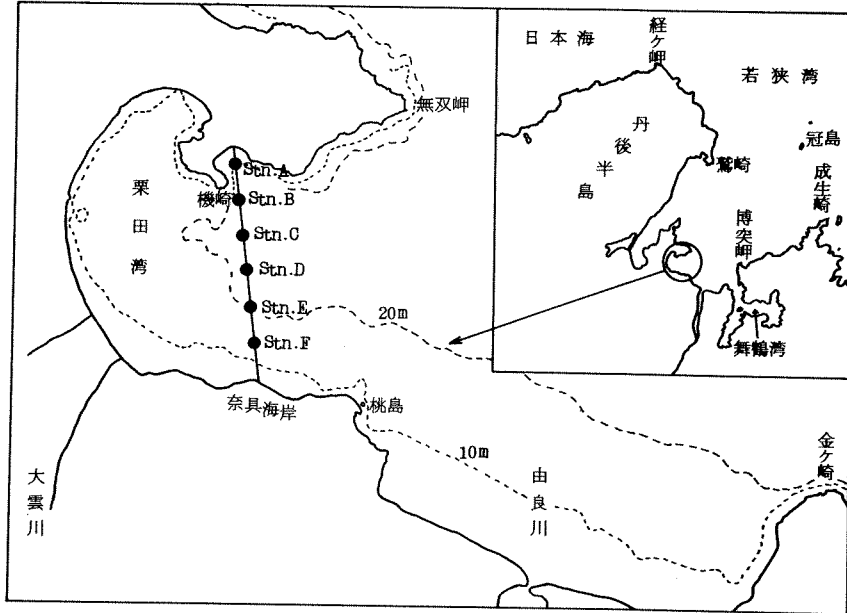 日本海
経ヶ岬
若狭湾
丹後半島
冠島
鷲崎
成生崎
博突岬
舞鶴湾
無双岬
栗田湾
機崎
Stn.A
Stn.B
Stn.C
Stn.D
Stn.E
Stn.F
20m
奈具海岸
桃島
10m
大雲川
由良川
金ヶ崎